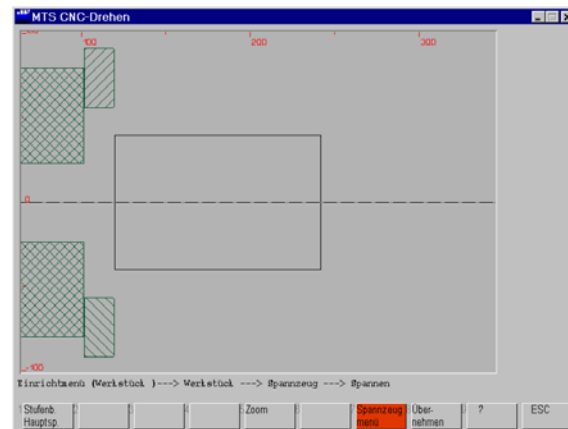 MTS CNC-Drehen
100
200
300
0
-100
Einrichtmenü (Werkstück )---> Werkstück ---> Spannzeug ---> Spannen
Stufenb. Zoom Spannzeug Über- ? ESC
Hauptsp. menü nehmen